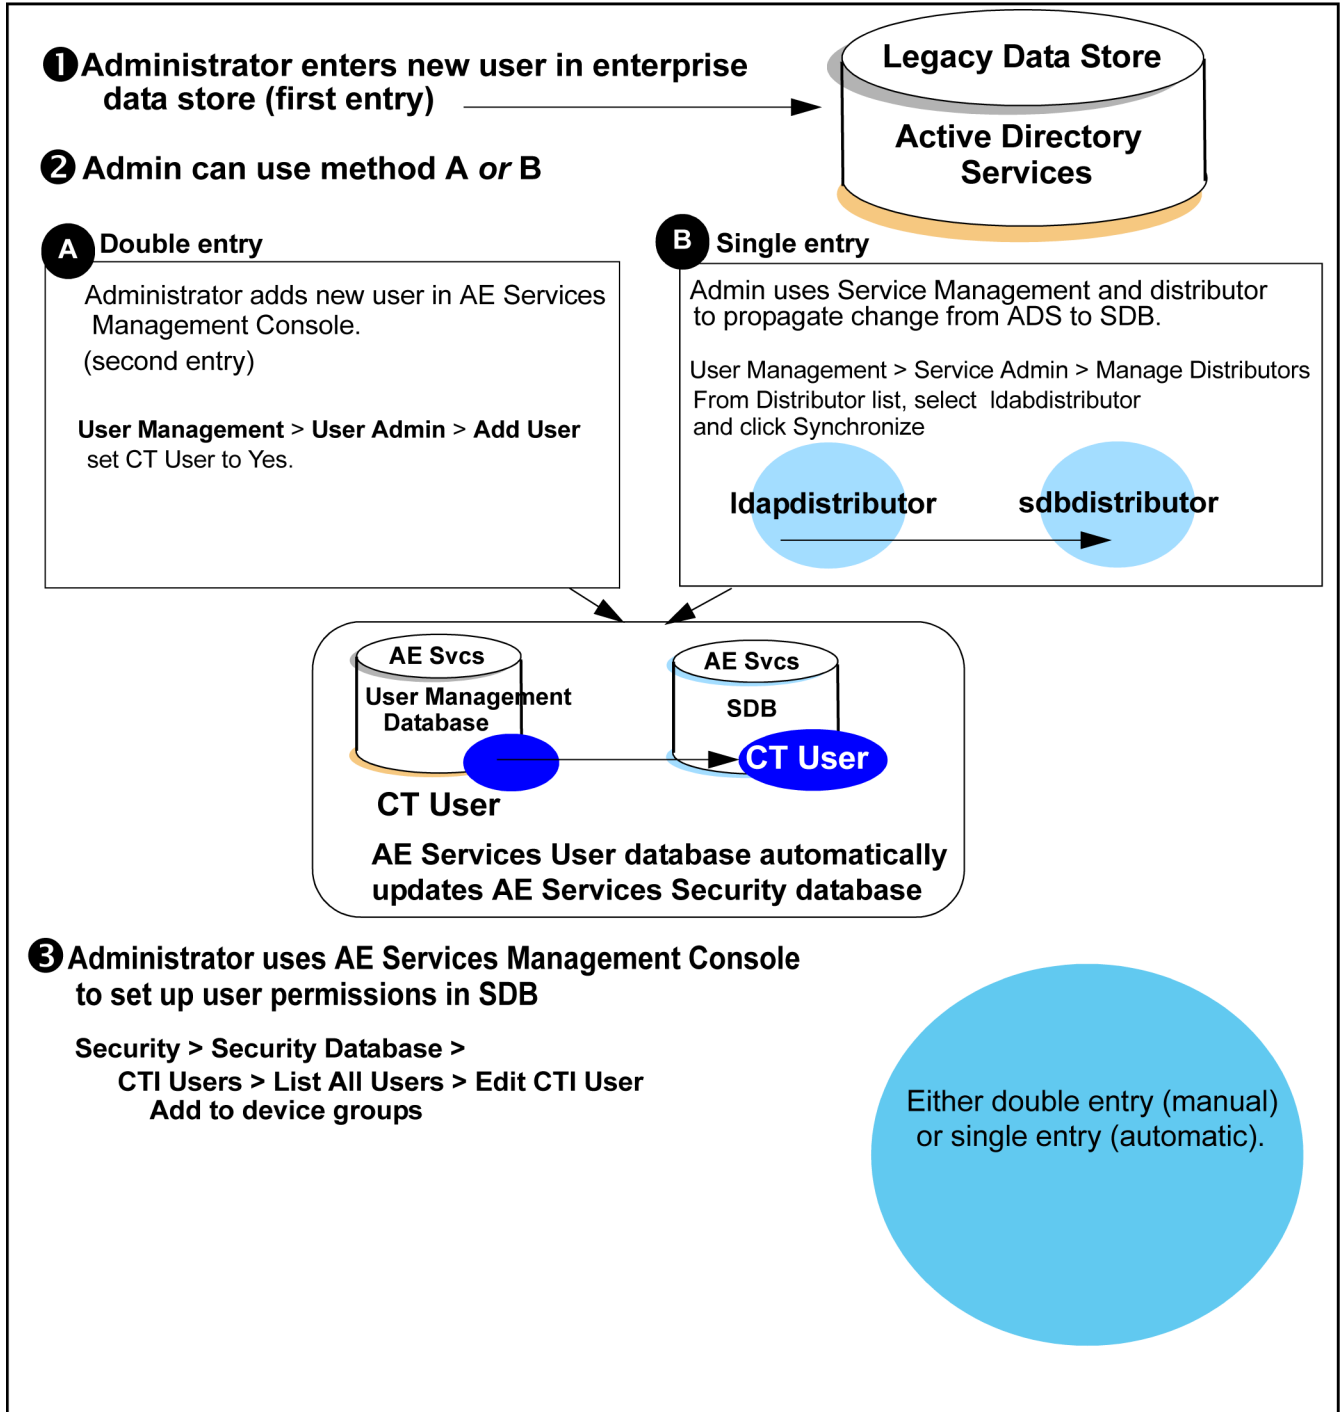 ❶Administrator enters new user in enterprise
data store (first entry)
Legacy Data Store
Active Directory
Services
❷Admin can use method A or B
A Double entry
Administrator adds new user in AE Services
Management Console.
(second entry)
User Management > User Admin > Add User
set CT User to Yes.
B Single entry
Admin uses Service Management and distributor
to propagate change from ADS to SDB.
User Management > Service Admin > Manage Distributors
From Distributor list, select ldabdistributor
and click Synchronize
ldapdistributor
sdbdistributor
AE Svcs
User Management
Database
AE Svcs
SDB
CT User
CT User
AE Services User database automatically
updates AE Services Security database
❸Administrator uses AE Services Management Console
to set up user permissions in SDB
Security > Security Database >
CTI Users > List All Users > Edit CTI User
Add to device groups
Either double entry (manual)
or single entry (automatic).